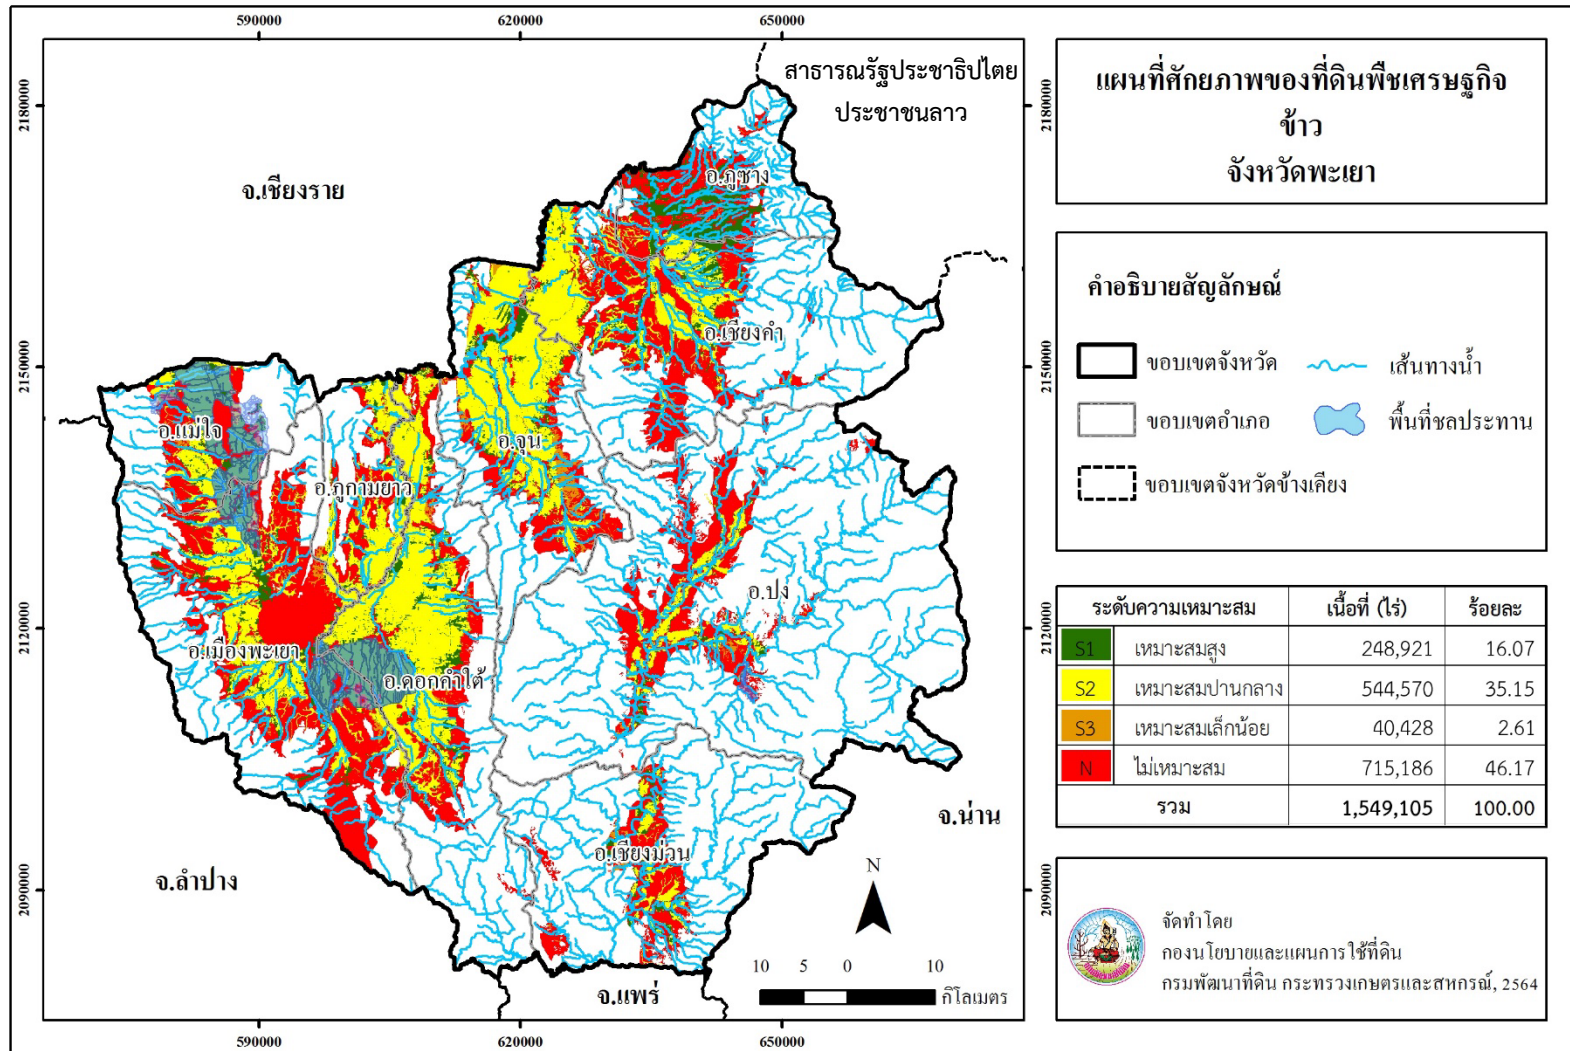 590000 620000 650000
สาธารณรัฐประชาธิปไตย
ประชาชนลาว
2180000 2180000
จ.เชียงราย
อ.ภูซาง
อ.เชียงคำ
2150000 2150000
อ.แม่ใจ
อ.จุน
อ.ภูกามยาว
อ.ปง
2120000 2120000
อ.เมืองพะเยา
อ.ดอกคำใต้
จ.น่าน
อ.เชียงม่วน
จ.ลำปาง
N
2090000 2090000
10 5 0 10
กิโลเมตร
จ.แพร่
590000 620000 650000
แผนที่ศักยภาพของที่ดินพืชเศรษฐกิจ
ข้าว
จังหวัดพะเยา
คำอธิบายสัญลักษณ์
ขอบเขตจังหวัด เส้นทางน้ำ
ขอบเขตอำเภอ พื้นที่ชลประทาน
ขอบเขตจังหวัดข้างเคียง
ระดับความเหมาะสม เนื้อที่ (ไร่) ร้อยละ
S1 เหมาะสมสูง 248,921 16.07
S2 เหมาะสมปานกลาง 544,570 35.15
S3 เหมาะสมเล็กน้อย 40,428 2.61
N ไม่เหมาะสม 715,186 46.17
รวม 1,549,105 100.00
จัดทำโดย
กองนโยบายและแผนการใช้ที่ดิน
กรมพัฒนาที่ดิน กระทรวงเกษตรและสหกรณ์, 2564